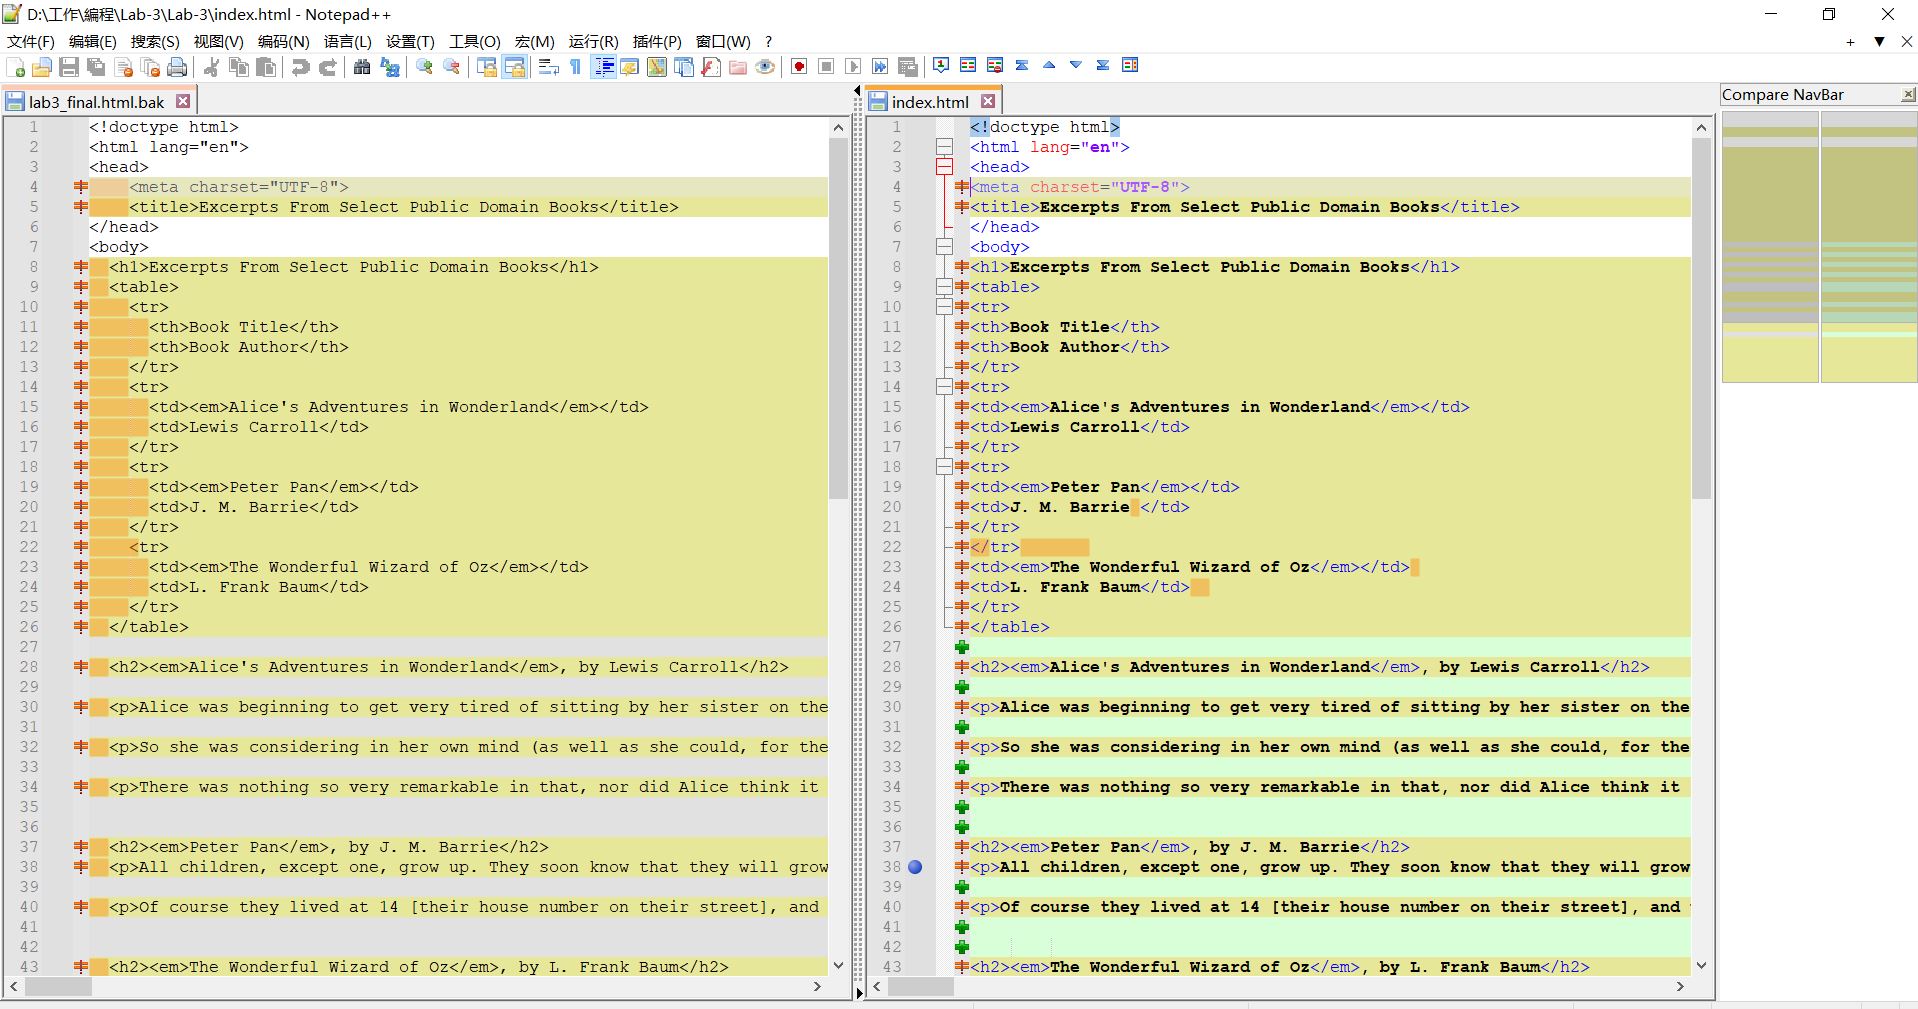 D:\工作\编程\Lab-3\Lab-3\index.html - Notepad++
文件(F) 编辑(E) 搜索(S) 视图(V) 编码(N) 语言(L) 设置(T) 工具(O) 宏(M) 运行(R) 插件(P) 窗口(W) ?
lab3_final.html.bak
1 <!doctype html>
2 <html lang="en">
3 <head>
4 <meta charset="UTF-8">
5 <title>Excerpts From Select Public Domain Books</title>
6 </head>
7 <body>
8 <h1>Excerpts From Select Public Domain Books</h1>
9 <table>
10 <tr>
11 <th>Book Title</th>
12 <th>Book Author</th>
13 </tr>
14 <tr>
15 <td><em>Alice's Adventures in Wonderland</em></td>
16 <td>Lewis Carroll</td>
17 </tr>
18 <tr>
19 <td><em>Peter Pan</em></td>
20 <td>J. M. Barrie</td>
21 </tr>
22 <tr>
23 <td><em>The Wonderful Wizard of Oz</em></td>
24 <td>L. Frank Baum</td>
25 </tr>
26 </table>
27
28 <h2><em>Alice's Adventures in Wonderland</em>, by Lewis Carroll</h2>
29
30 <p>Alice was beginning to get very tired of sitting by her sister on the
31
32 <p>So she was considering in her own mind (as well as she could, for the
33
34 <p>There was nothing so very remarkable in that, nor did Alice think it
35
36
37 <h2><em>Peter Pan</em>, by J. M. Barrie</h2>
38 <p>All children, except one, grow up. They soon know that they will grow
39
40 <p>Of course they lived at 14 [their house number on their street], and
41
42
43 <h2><em>The Wonderful Wizard of Oz</em>, by L. Frank Baum</h2>
index.html
1 <!doctype html>
2 <html lang="en">
3 <head>
4 <meta charset="UTF-8">
5 <title>Excerpts From Select Public Domain Books</title>
6 </head>
7 <body>
8 <h1>Excerpts From Select Public Domain Books</h1>
9 <table>
10 <tr>
11 <th>Book Title</th>
12 <th>Book Author</th>
13 </tr>
14 <tr>
15 <td><em>Alice's Adventures in Wonderland</em></td>
16 <td>Lewis Carroll</td>
17 </tr>
18 <tr>
19 <td><em>Peter Pan</em></td>
20 <td>J. M. Barrie </td>
21 </tr>
22 </tr>
23 <td><em>The Wonderful Wizard of Oz</em></td>
24 <td>L. Frank Baum</td>
25 </tr>
26 </table>
27
28 <h2><em>Alice's Adventures in Wonderland</em>, by Lewis Carroll</h2>
29
30 <p>Alice was beginning to get very tired of sitting by her sister on the
31
32 <p>So she was considering in her own mind (as well as she could, for the
33
34 <p>There was nothing so very remarkable in that, nor did Alice think it
35
36
37 <h2><em>Peter Pan</em>, by J. M. Barrie</h2>
38 <p>All children, except one, grow up. They soon know that they will grow
39
40 <p>Of course they lived at 14 [their house number on their street], and
41
42
43 <h2><em>The Wonderful Wizard of Oz</em>, by L. Frank Baum</h2>
Compare NavBar